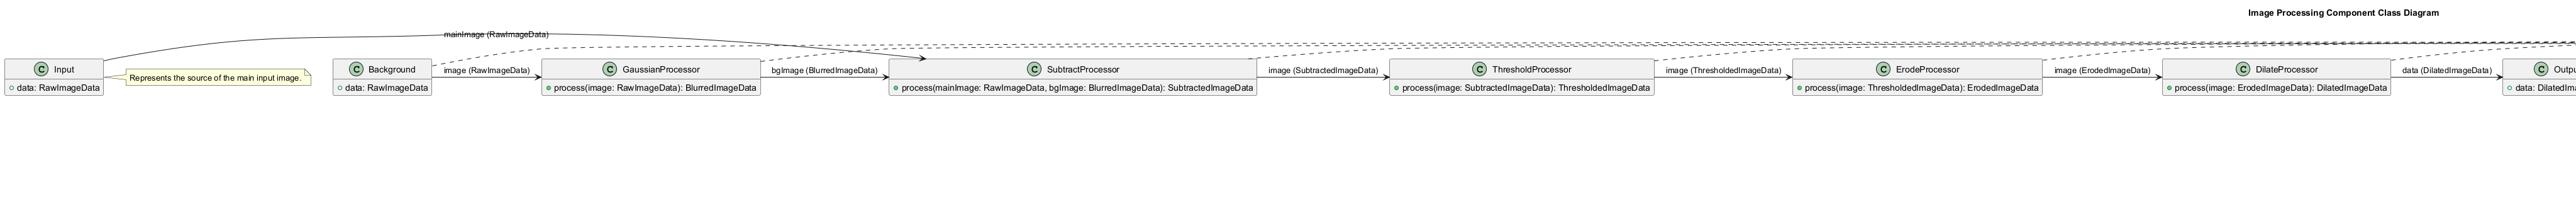 Image Processing Component Class Diagram
mainImage (RawImageData)
C Input
data: RawImageData
Represents the source of the main input image.
C Background
data: RawImageData
image (RawImageData)
C GaussianProcessor
process(image: RawImageData): BlurredImageData
bgImage (BlurredImageData)
C SubtractProcessor
process(mainImage: RawImageData, bgImage: BlurredImageData): SubtractedImageData
image (SubtractedImageData)
C ThresholdProcessor
process(image: SubtractedImageData): ThresholdedImageData
image (ThresholdedImageData)
C ErodeProcessor
process(image: ThresholdedImageData): ErodedImageData
image (ErodedImageData)
C DilateProcessor
process(image: ErodedImageData): DilatedImageData
data (DilatedImageData)
C Outpu
data: DilatedIma